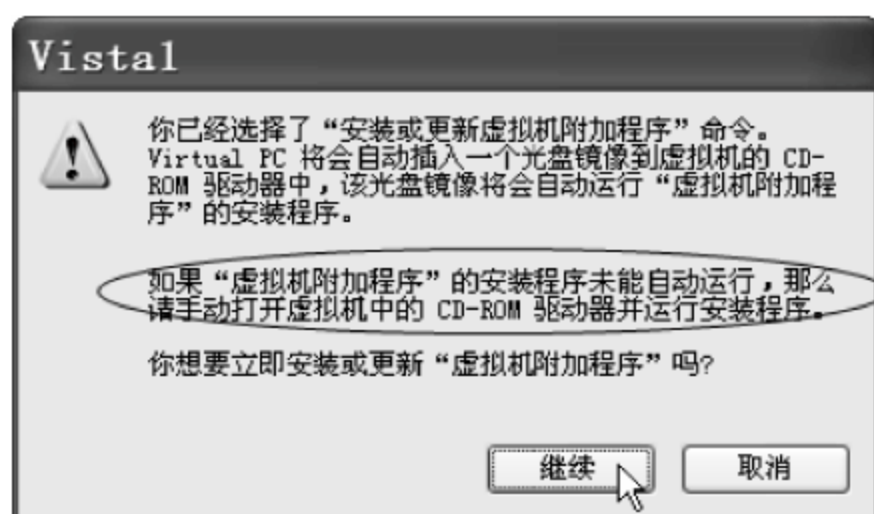 Vista1
你已经选择了“安装或更新虚拟机附加程序”命令。
Virtual PC 将会自动插入一个光盘镜像到虚拟机的 CD-
ROM 驱动器中，该光盘镜像将会自动运行“虚拟机附加程
序”的安装程序。
如果“虚拟机附加程序”的安装程序未能自动运行，那么
请手动打开虚拟机中的 CD-ROM 驱动器并运行安装程序。
你想要立即安装或更新“虚拟机附加程序”吗?
继续
取消